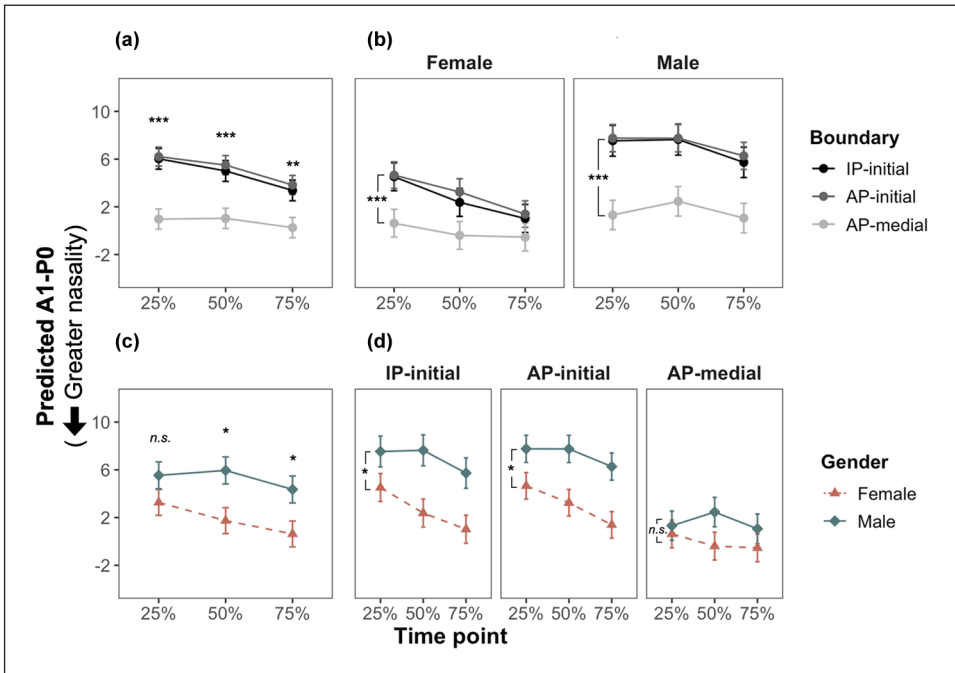 (a)
(b)
Female
Male
10
6
2
-2
***
***
**
***
***
25%
50%
75%
25%
50%
75%
25%
50%
75%
Boundary
IP-initial
AP-initial
AP-medial
Predicted A1-P0
(🡇 Greater nasality)
(c)
(d)
IP-initial
AP-initial
AP-medial
10
6
2
-2
n.s.
*
*
*
*
n.s.
25%
50%
75%
25%
50%
75%
25%
50%
75%
25%
50%
75%
Time point
Gender
Female
Male